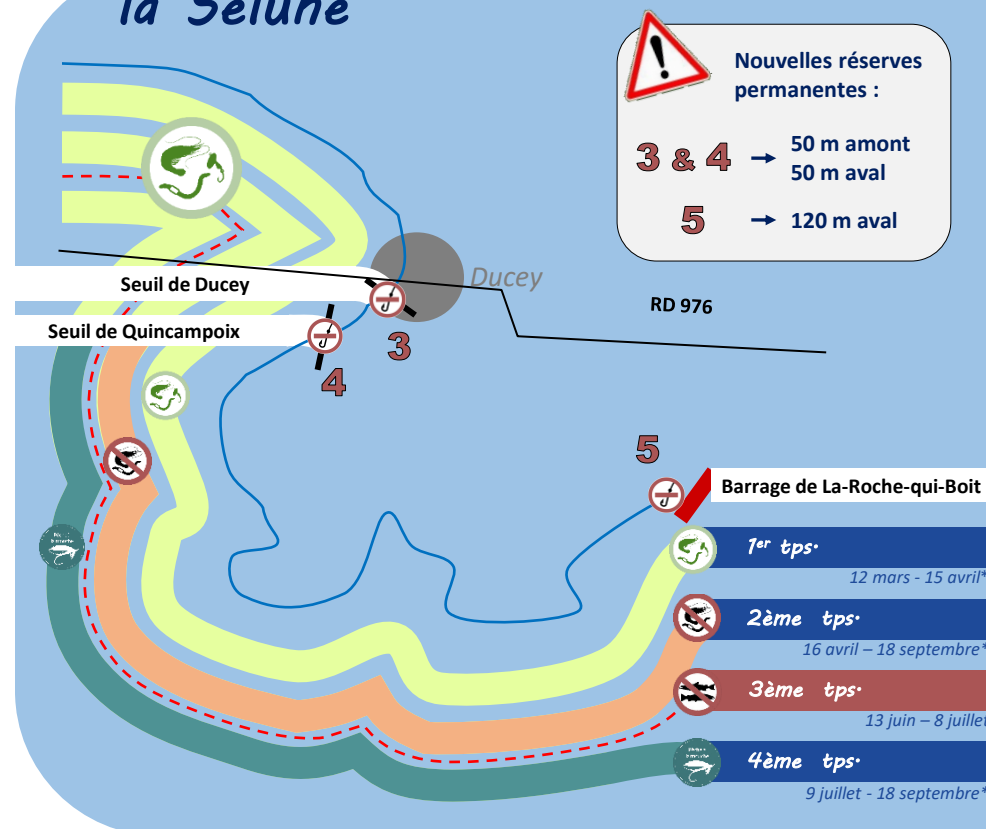 la Sélune
Nouvelles réserves
permanentes :
3 & 4
50 m amont
50 m aval
5
120 m aval
Ducey
Seuil de Ducey
RD 976
Seuil de Quincampoix
3
4
5
Barrage de La-Roche-qui-Boit
1er tps.
12 mars - 15 avril*
2ème tps.
16 avril – 18 septembre*
3ème tps.
13 juin – 8 juillet
4ème tps.
9 juillet - 18 septembre*